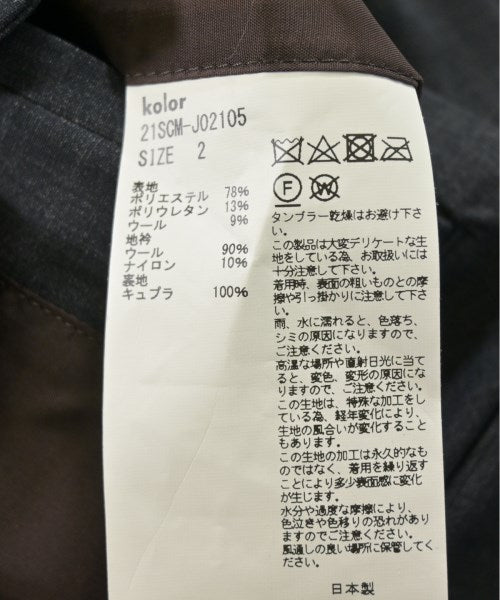 kolor
21SCM-J02105
SIZE 2
表地
ポリエステル 78%
ポリウレタン 13%
ウール 9%
地衿
ウール 90%
ナイロン 10%
裏地
キュプラ 100%
F
W
タンブラー乾燥はお避け下さ
い。
この製品は大変デリケートな生
地をしている為、お取扱いには
十分注意して下さい。
着用時、表面の粗いものとの摩
擦や引っ掛かりに注意して下さ
い。
雨、水に濡れると、色落ち、
シミの原因になりますので、
ご注意ください。
高温な場所や直射日光に当て
ると、変色、変形の原因にな
りますので、ご注意ください。
この生地は、特殊な加工をし
ている為、経年変化により、
生地の風合いが変化すること
もあります。
この生地の加工は永久的なも
のではなく、着用を繰り返す
ことにより多少表面感に変化
が生じます。
水分や過度な摩擦により、
色泣きや色移りの恐れがあり
ますのでご注意ください。
風通しの良い場所に保管してく
ださい。
日本製